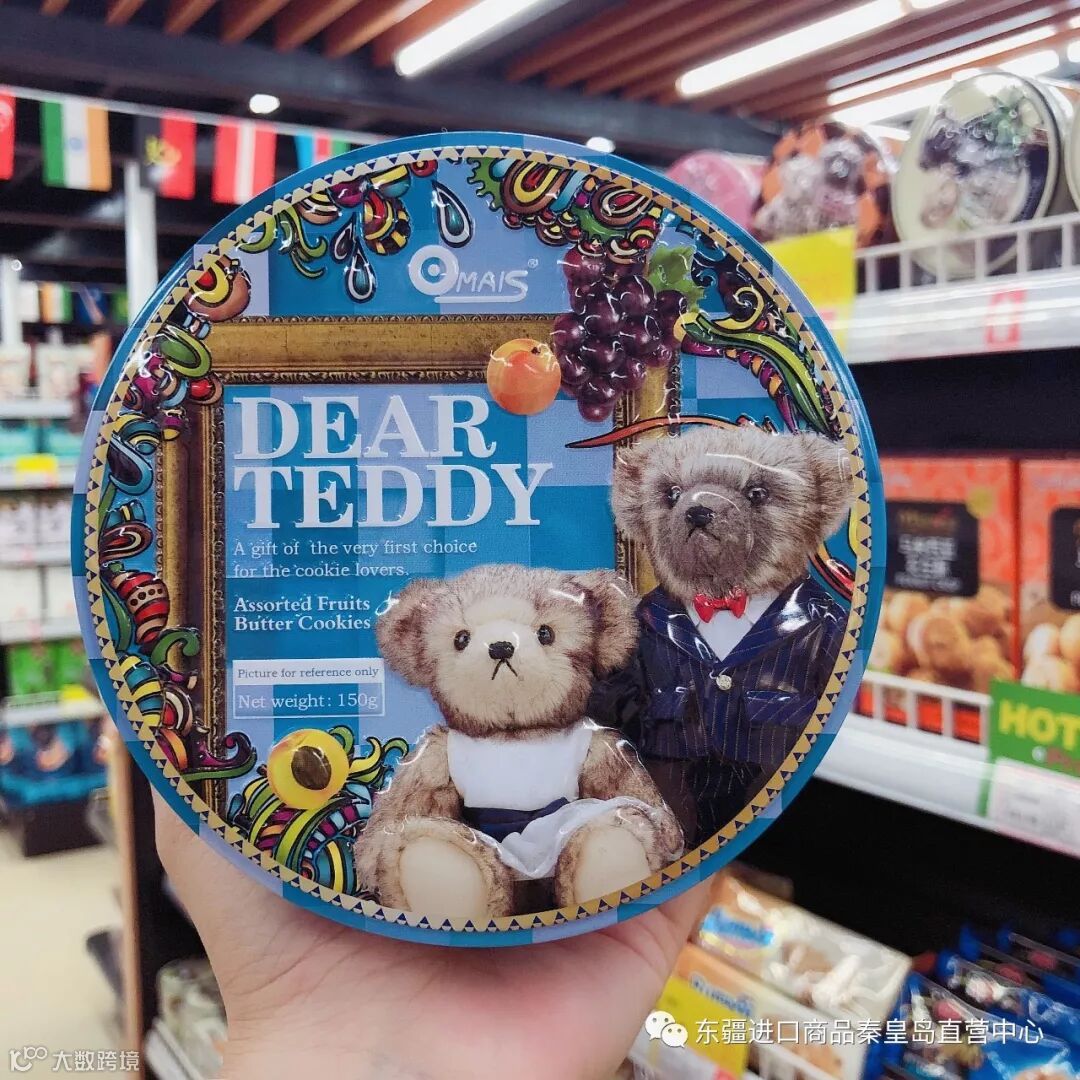 OMAIS®
DEAR
TEDDY
A gift of the very first choice
for the cookie lovers.
Assorted Fruits
Butter Cookies
Picture for reference only
Net weight: 150g
HOT
东疆进口商品秦皇岛直营中心
大数跨境